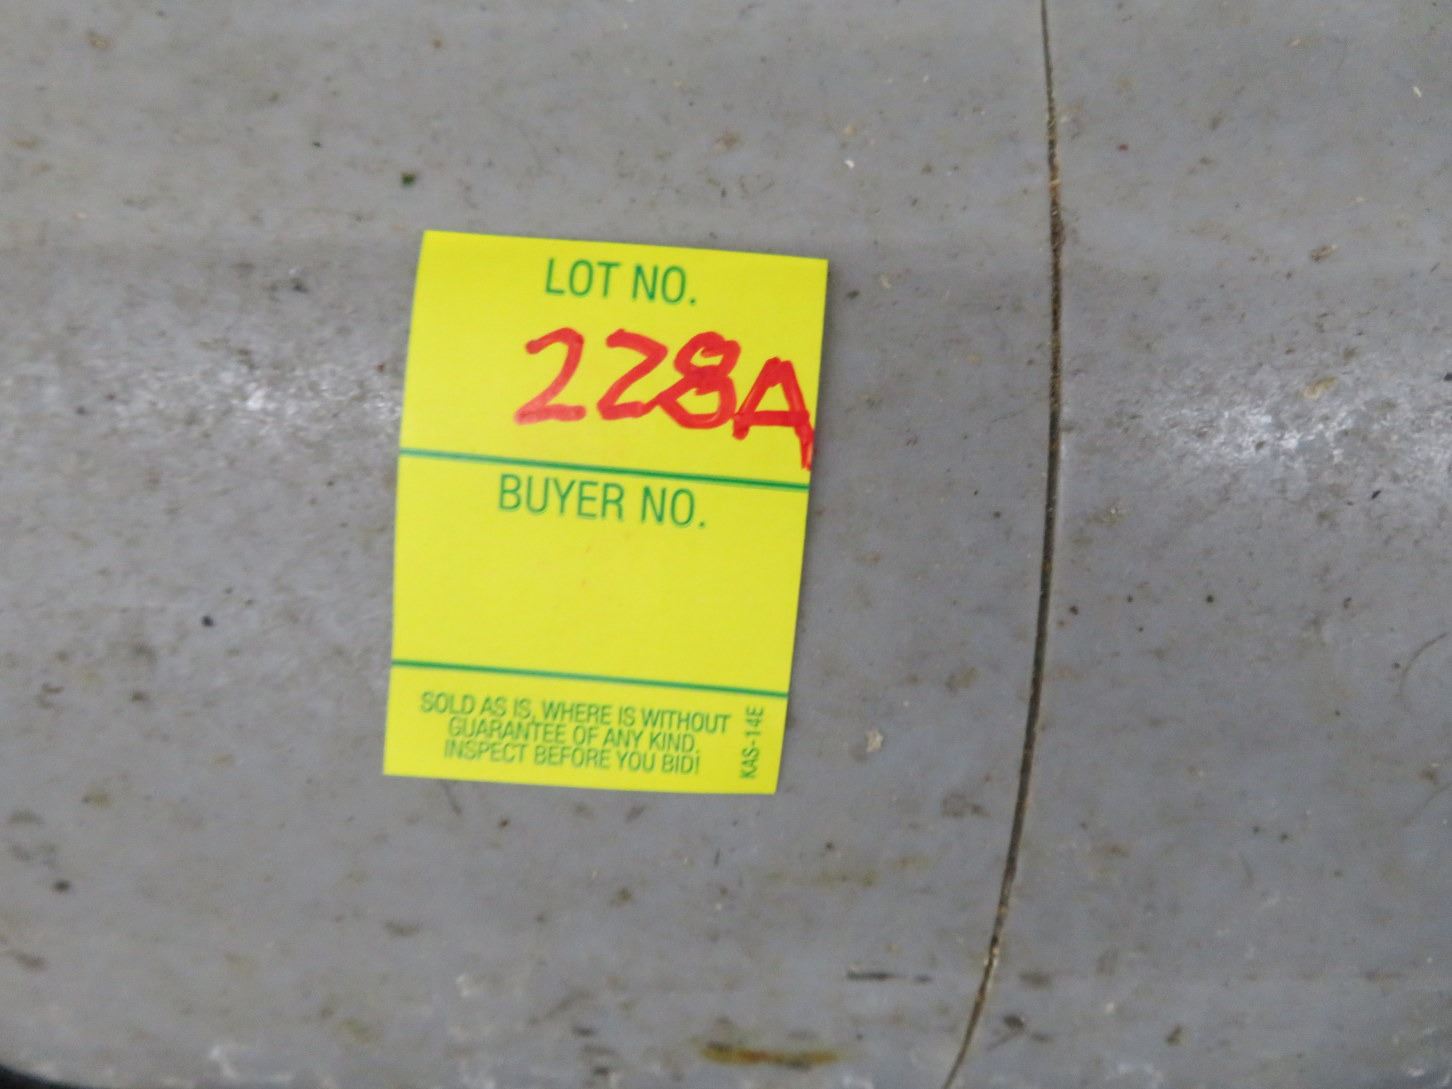 LOT NO.
228A
BUYER NO.
SOLD AS IS, WHERE IS WITHOUT
GUARANTEE OF ANY KIND.
INSPECT BEFORE YOU BID!
KAS-14E